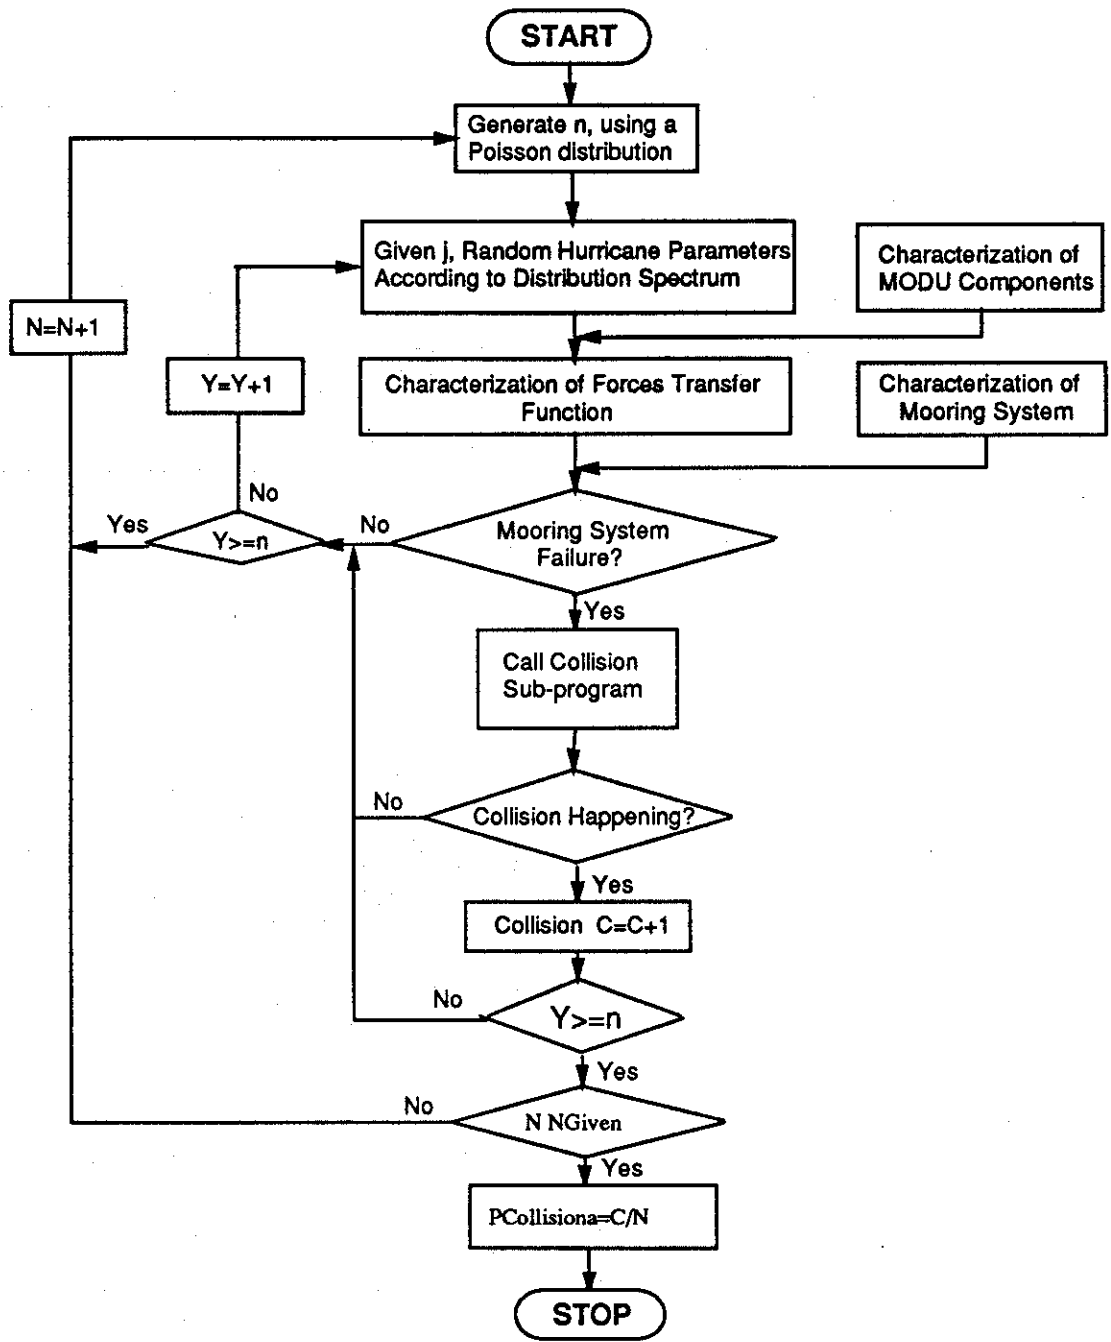 START
Generate n, using a
Poisson distribution
Given j, Random Hurricane Parameters
According to Distribution Spectrum
Characterization of
MODU Components
N=N+1
Y=Y+1
Characterization of Forces Transfer
Function
Characterization of
Mooring System
No
Yes
Y>=n
No
Mooring System
Failure?
Yes
Call Collision
Sub-program
No
Collision Happening?
Yes
Collision C=C+1
No
Y>=n
Yes
No
N NGiven
Yes
PCollisiona=C/N
STOP